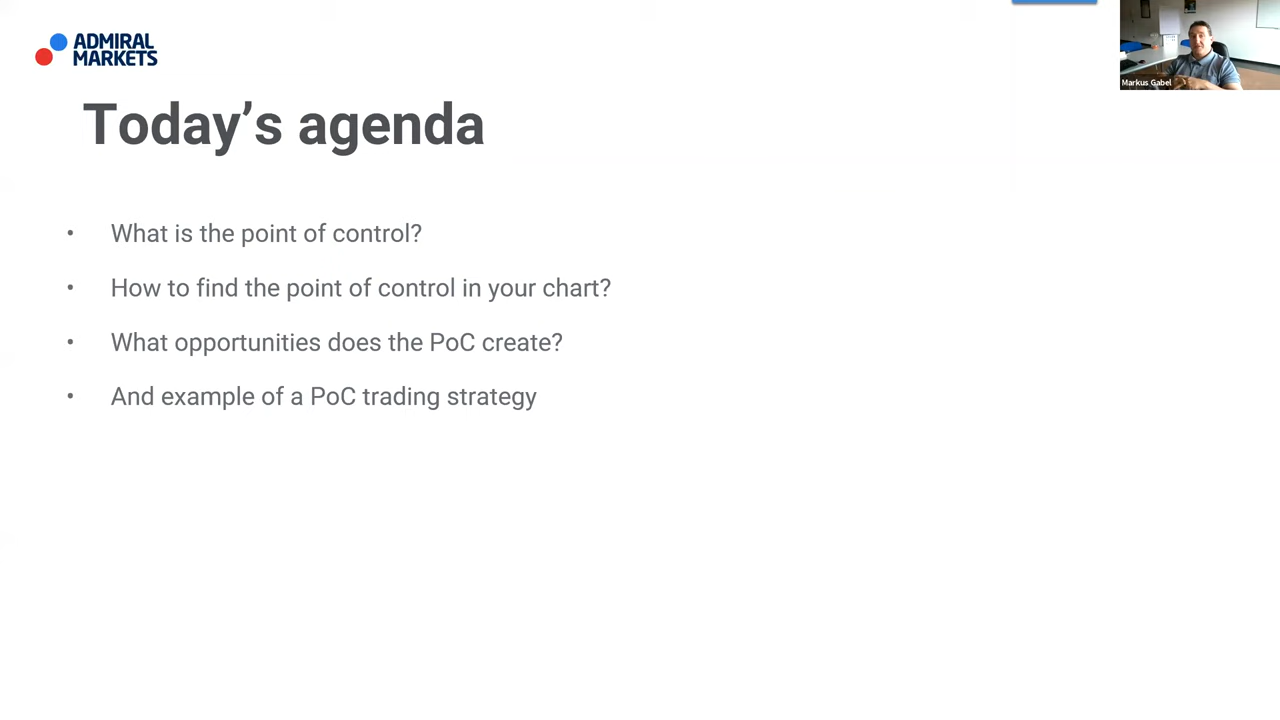 ADMIRAL
MARKETS
Markus Gabel
Today’s agenda
• What is the point of control?
• How to find the point of control in your chart?
• What opportunities does the PoC create?
• And example of a PoC trading strategy